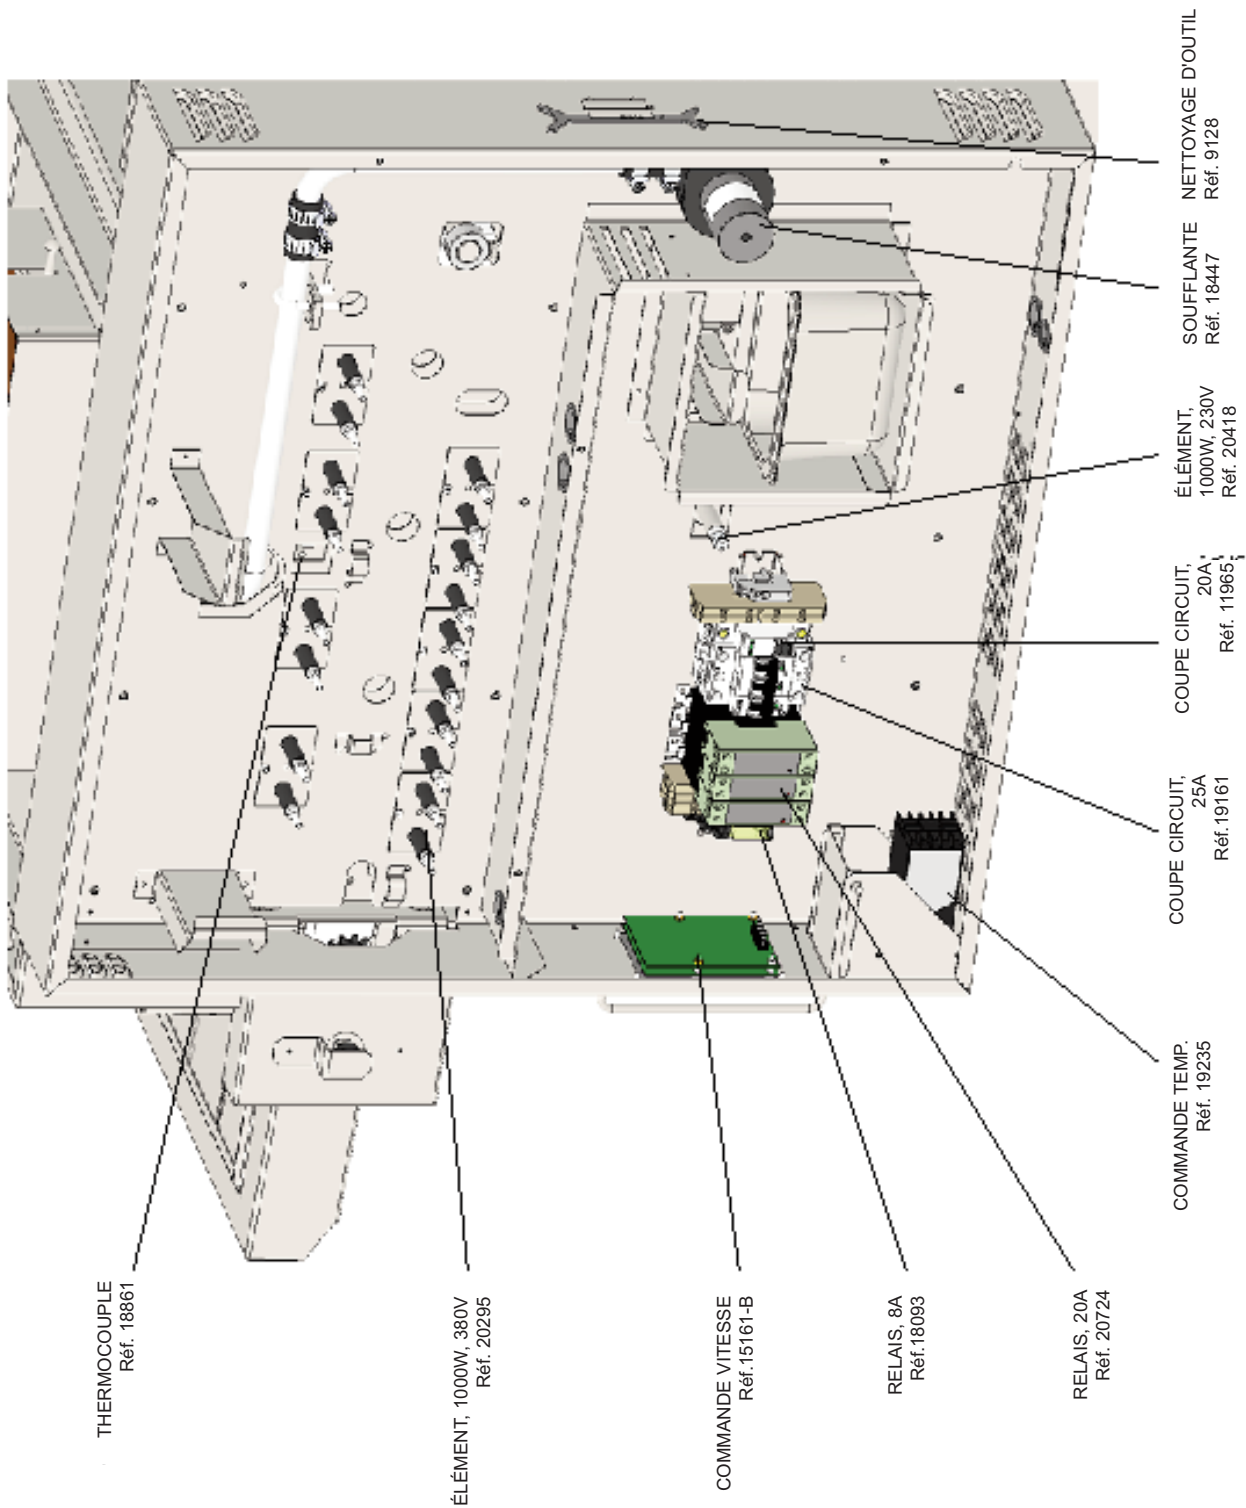 THERMOCOUPLE
Réf. 18861
ÉLÉMENT, 1000W, 380V
Réf. 20295
COMMANDE VITESSE
Réf.15161-B
RELAIS, 8A
Réf.18093
RELAIS, 20A
Réf. 20724
COMMANDE TEMP.
Réf. 19235
COUPE CIRCUIT,
25A
Réf.19161
COUPE CIRCUIT,
20A
Réf. 11965
ÉLÉMENT,
1000W, 230V
Réf. 20418
SOUFFLANTE
Réf. 18447
NETTOYAGE D'OUTIL
Réf. 9128